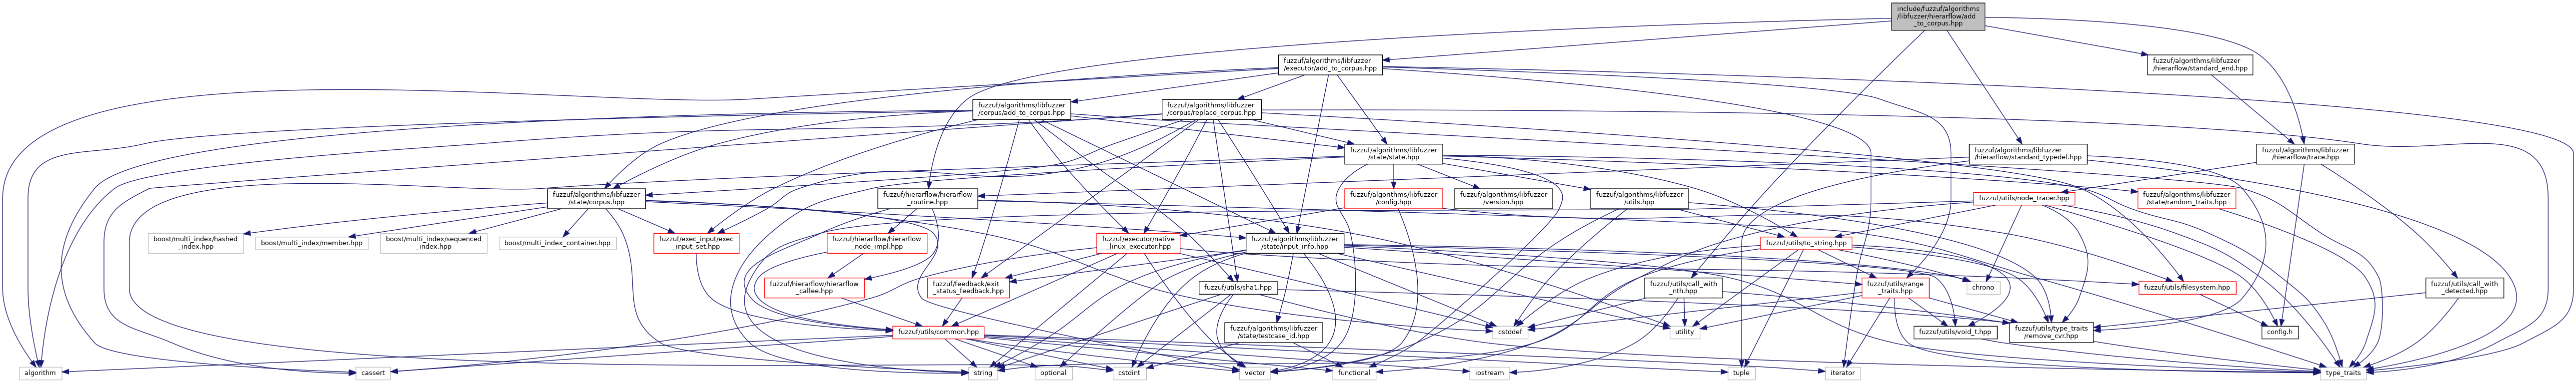 include/fuzzuf/algorithms
/libfuzzer/hierarflow/add
_to_corpus.hpp
fuzzuf/algorithms/libfuzzer
/executor/add_to_corpus.hpp
fuzzuf/algorithms/libfuzzer
/hierarflow/standard_end.hpp
fuzzuf/algorithms/libfuzzer
/corpus/add_to_corpus.hpp
fuzzuf/algorithms/libfuzzer
/corpus/replace_corpus.hpp
fuzzuf/algorithms/libfuzzer
/state/state.hpp
fuzzuf/algorithms/libfuzzer
/hierarflow/standard_typedef.hpp
fuzzuf/algorithms/libfuzzer
/hierarflow/trace.hpp
fuzzuf/algorithms/libfuzzer
/state/corpus.hpp
fuzzuf/hierarflow/hierarflow
_routine.hpp
fuzzuf/algorithms/libfuzzer
/config.hpp
fuzzuf/algorithms/libfuzzer
/version.hpp
fuzzuf/algorithms/libfuzzer
/utils.hpp
fuzzuf/utils/node_tracer.hpp
fuzzuf/algorithms/libfuzzer
/state/random_traits.hpp
boost/multi_index/hashed
_index.hpp
boost/multi_index/member.hpp
boost/multi_index/sequenced
_index.hpp
boost/multi_index_container.hpp
fuzzuf/exec_input/exec
_input_set.hpp
fuzzuf/hierarflow/hierarflow
_node_impl.hpp
fuzzuf/executor/native
_linux_executor.hpp
fuzzuf/algorithms/libfuzzer
/state/input_info.hpp
fuzzuf/utils/to_string.hpp
fuzzuf/hierarflow/hierarflow
_callee.hpp
fuzzuf/feedback/exit
_status_feedback.hpp
fuzzuf/utils/sha1.hpp
fuzzuf/utils/call_with
_nth.hpp
fuzzuf/utils/range
_traits.hpp
chrono
fuzzuf/utils/filesystem.hpp
fuzzuf/utils/call_with
_detected.hpp
fuzzuf/utils/common.hpp
fuzzuf/algorithms/libfuzzer
/state/testcase_id.hpp
cstddef
utility
fuzzuf/utils/void_t.hpp
fuzzuf/utils/type_traits
/remove_cvr.hpp
config.h
algorithm
cassert
string
optional
cstdint
vector
functional
iostream
tuple
iterator
type_traits